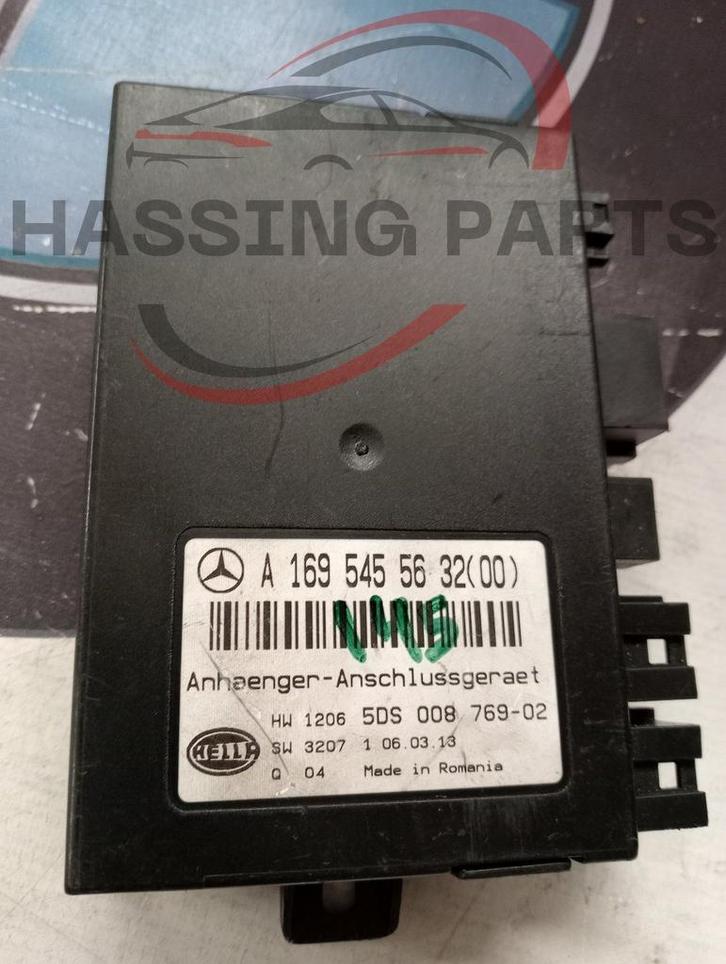 HASSING PARTS
A 169 545 56 32(00)
145
Anhaenger-Anschlussgeraet
HW 1206 5DS 008 769-02
HELLA SW 3207 1 06.03.13
Q 04 Made in Romania